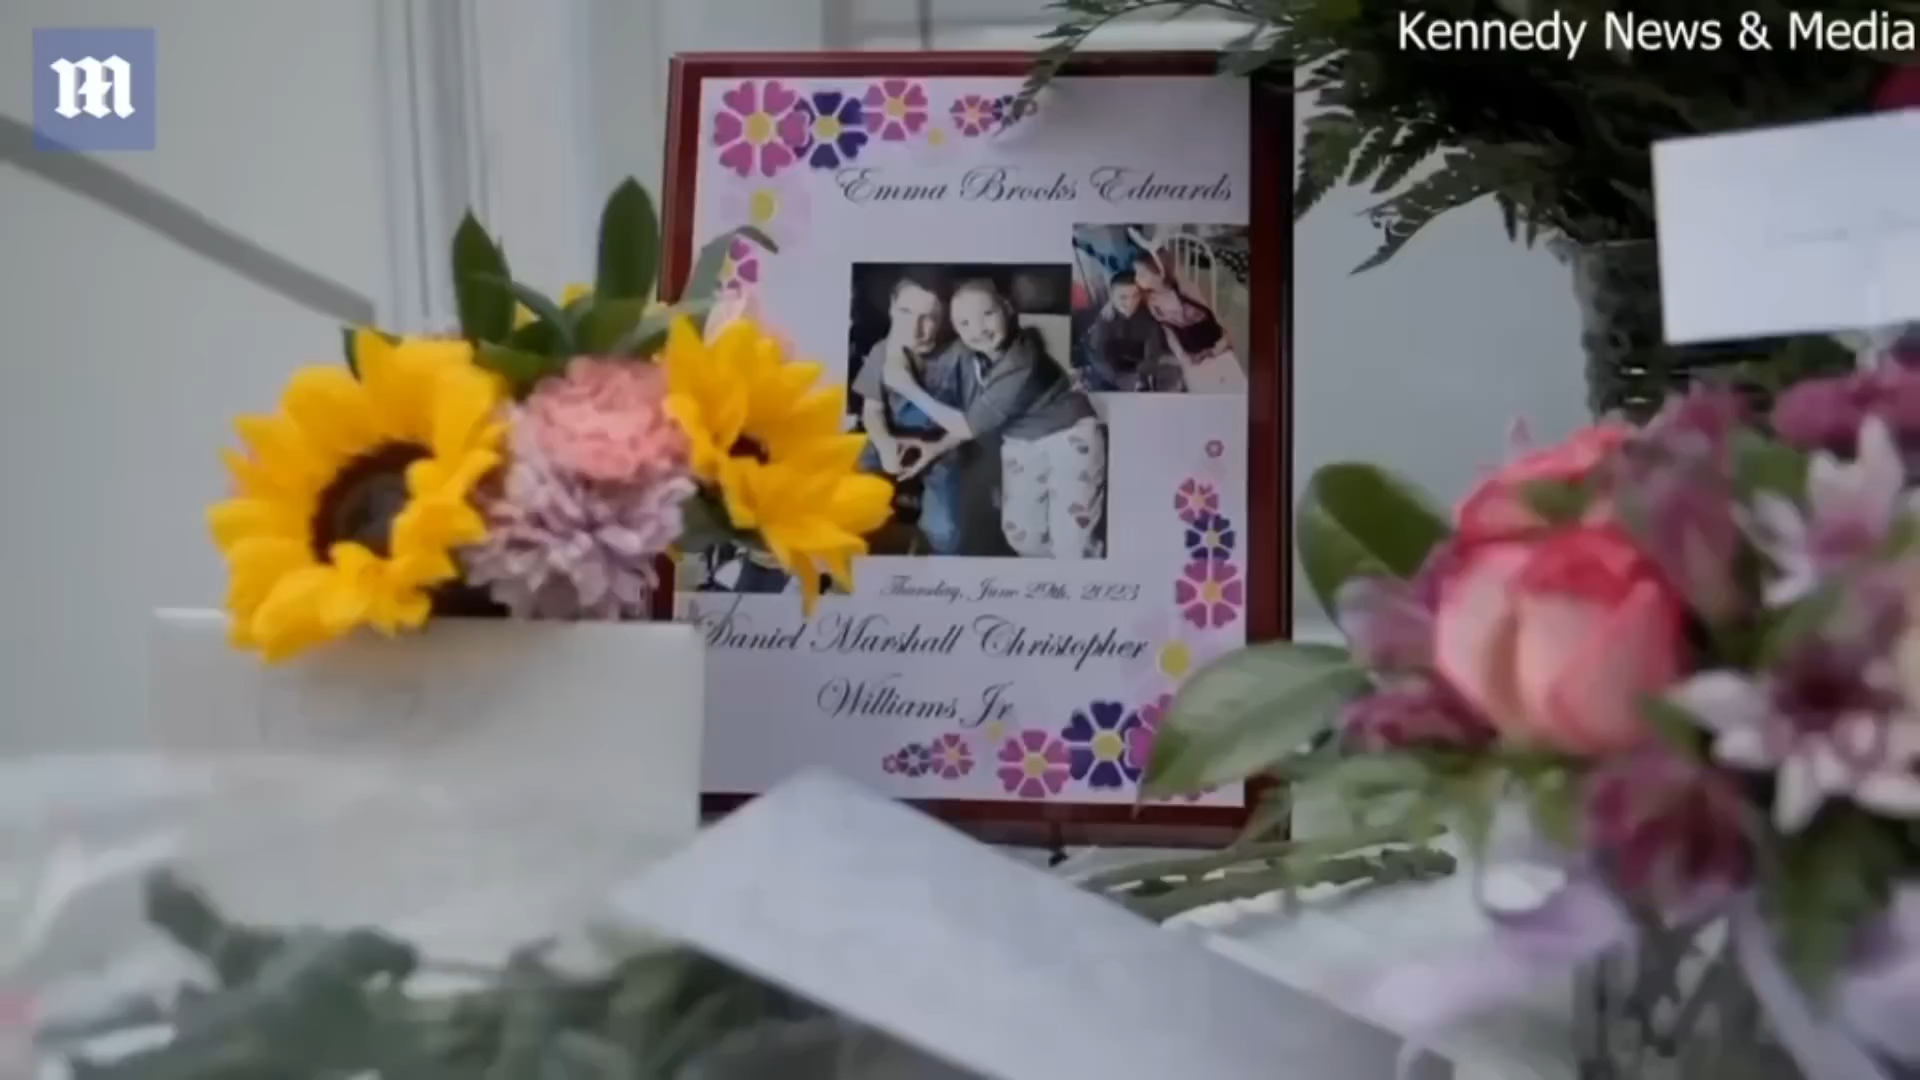 Kennedy News & Media
Emma Brooks Edwards
Thursday, June 29th, 2023
Daniel Marshall Christopher
Williams Jr